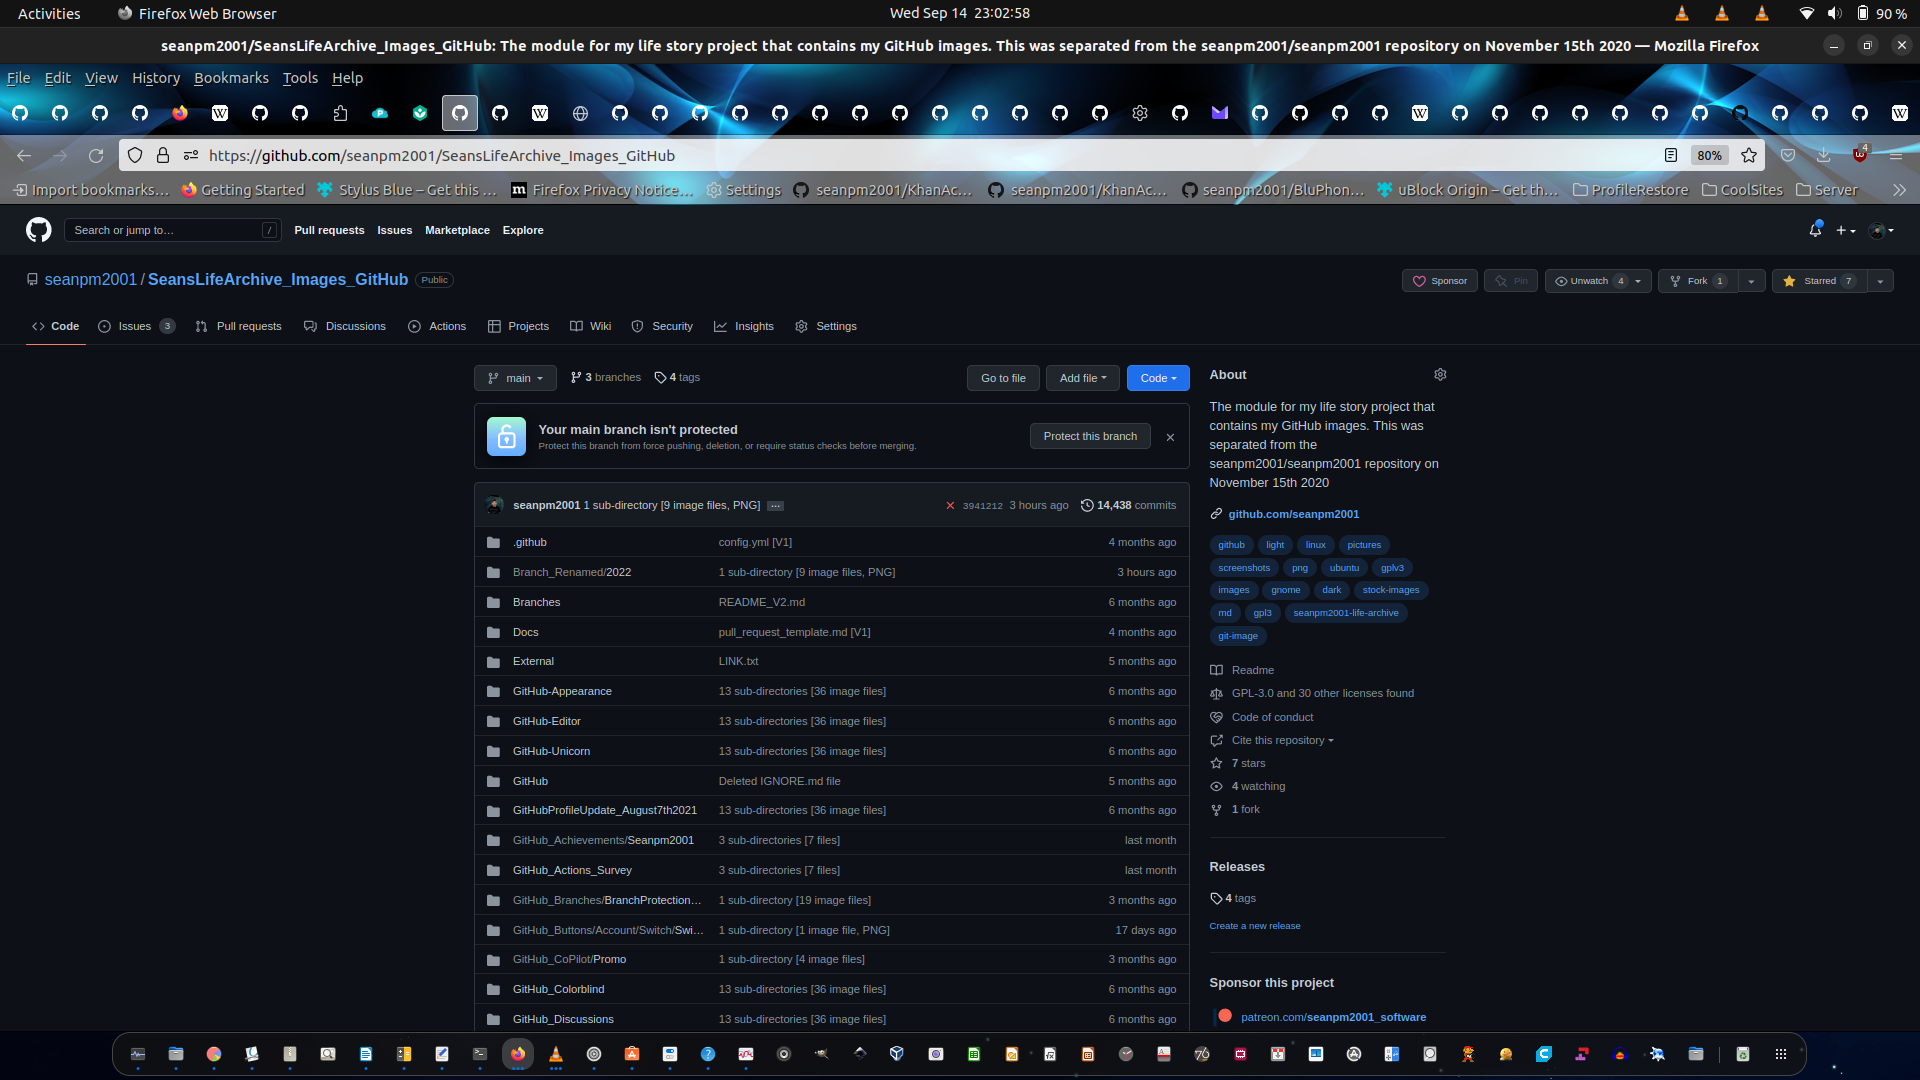 Activities Firefox Web Browser Wed Sep 14 23:02:58 90 %
seanpm2001/SeansLifeArchive_Images_GitHub: The module for my life story project that contains my GitHub images. This was separated from the seanpm2001/seanpm2001 repository on November 15th 2020 — Mozilla Firefox
File Edit View History Bookmarks Tools Help
https://github.com/seanpm2001/SeansLifeArchive_Images_GitHub 80% 4
Import bookmarks… Getting Started Stylus Blue – Get this … Firefox Privacy Notice… Settings seanpm2001/KhanAc… seanpm2001/KhanAc… seanpm2001/BluPhon… uBlock Origin – Get th… ProfileRestore CoolSites Server
Search or jump to… / Pull requests Issues Marketplace Explore
seanpm2001 / SeansLifeArchive_Images_GitHub Public Sponsor Pin Unwatch 4 Fork 1 Starred 7
Code Issues 3 Pull requests Discussions Actions Projects Wiki Security Insights Settings
main 3 branches 4 tags Go to file Add file Code
Your main branch isn't protected
Protect this branch from force pushing, deletion, or require status checks before merging.
Protect this branch
seanpm2001 1 sub-directory [9 image files, PNG] … 3941212 3 hours ago 14,438 commits
.github config.yml [V1] 4 months ago
Branch_Renamed/2022 1 sub-directory [9 image files, PNG] 3 hours ago
Branches README_V2.md 6 months ago
Docs pull_request_template.md [V1] 4 months ago
External LINK.txt 5 months ago
GitHub-Appearance 13 sub-directories [36 image files] 6 months ago
GitHub-Editor 13 sub-directories [36 image files] 6 months ago
GitHub-Unicorn 13 sub-directories [36 image files] 6 months ago
GitHub Deleted IGNORE.md file 5 months ago
GitHubProfileUpdate_August7th2021 13 sub-directories [36 image files] 6 months ago
GitHub_Achievements/Seanpm2001 3 sub-directories [7 files] last month
GitHub_Actions_Survey 3 sub-directories [7 files] last month
GitHub_Branches/BranchProtection… 1 sub-directory [19 image files] 3 months ago
GitHub_Buttons/Account/Switch/Swi… 1 sub-directory [1 image file, PNG] 17 days ago
GitHub_CoPilot/Promo 1 sub-directory [4 image files] 3 months ago
GitHub_Colorblind 13 sub-directories [36 image files] 6 months ago
GitHub_Discussions 13 sub-directories [36 image files] 6 months ago
About
The module for my life story project that
contains my GitHub images. This was
separated from the
seanpm2001/seanpm2001 repository on
November 15th 2020
github.com/seanpm2001
github light linux pictures
screenshots png ubuntu gplv3
images gnome dark stock-images
md gpl3 seanpm2001-life-archive
git-image
Readme
GPL-3.0 and 30 other licenses found
Code of conduct
Cite this repository
7 stars
4 watching
1 fork
Releases
4 tags
Create a new release
Sponsor this project
patreon.com/seanpm2001_software